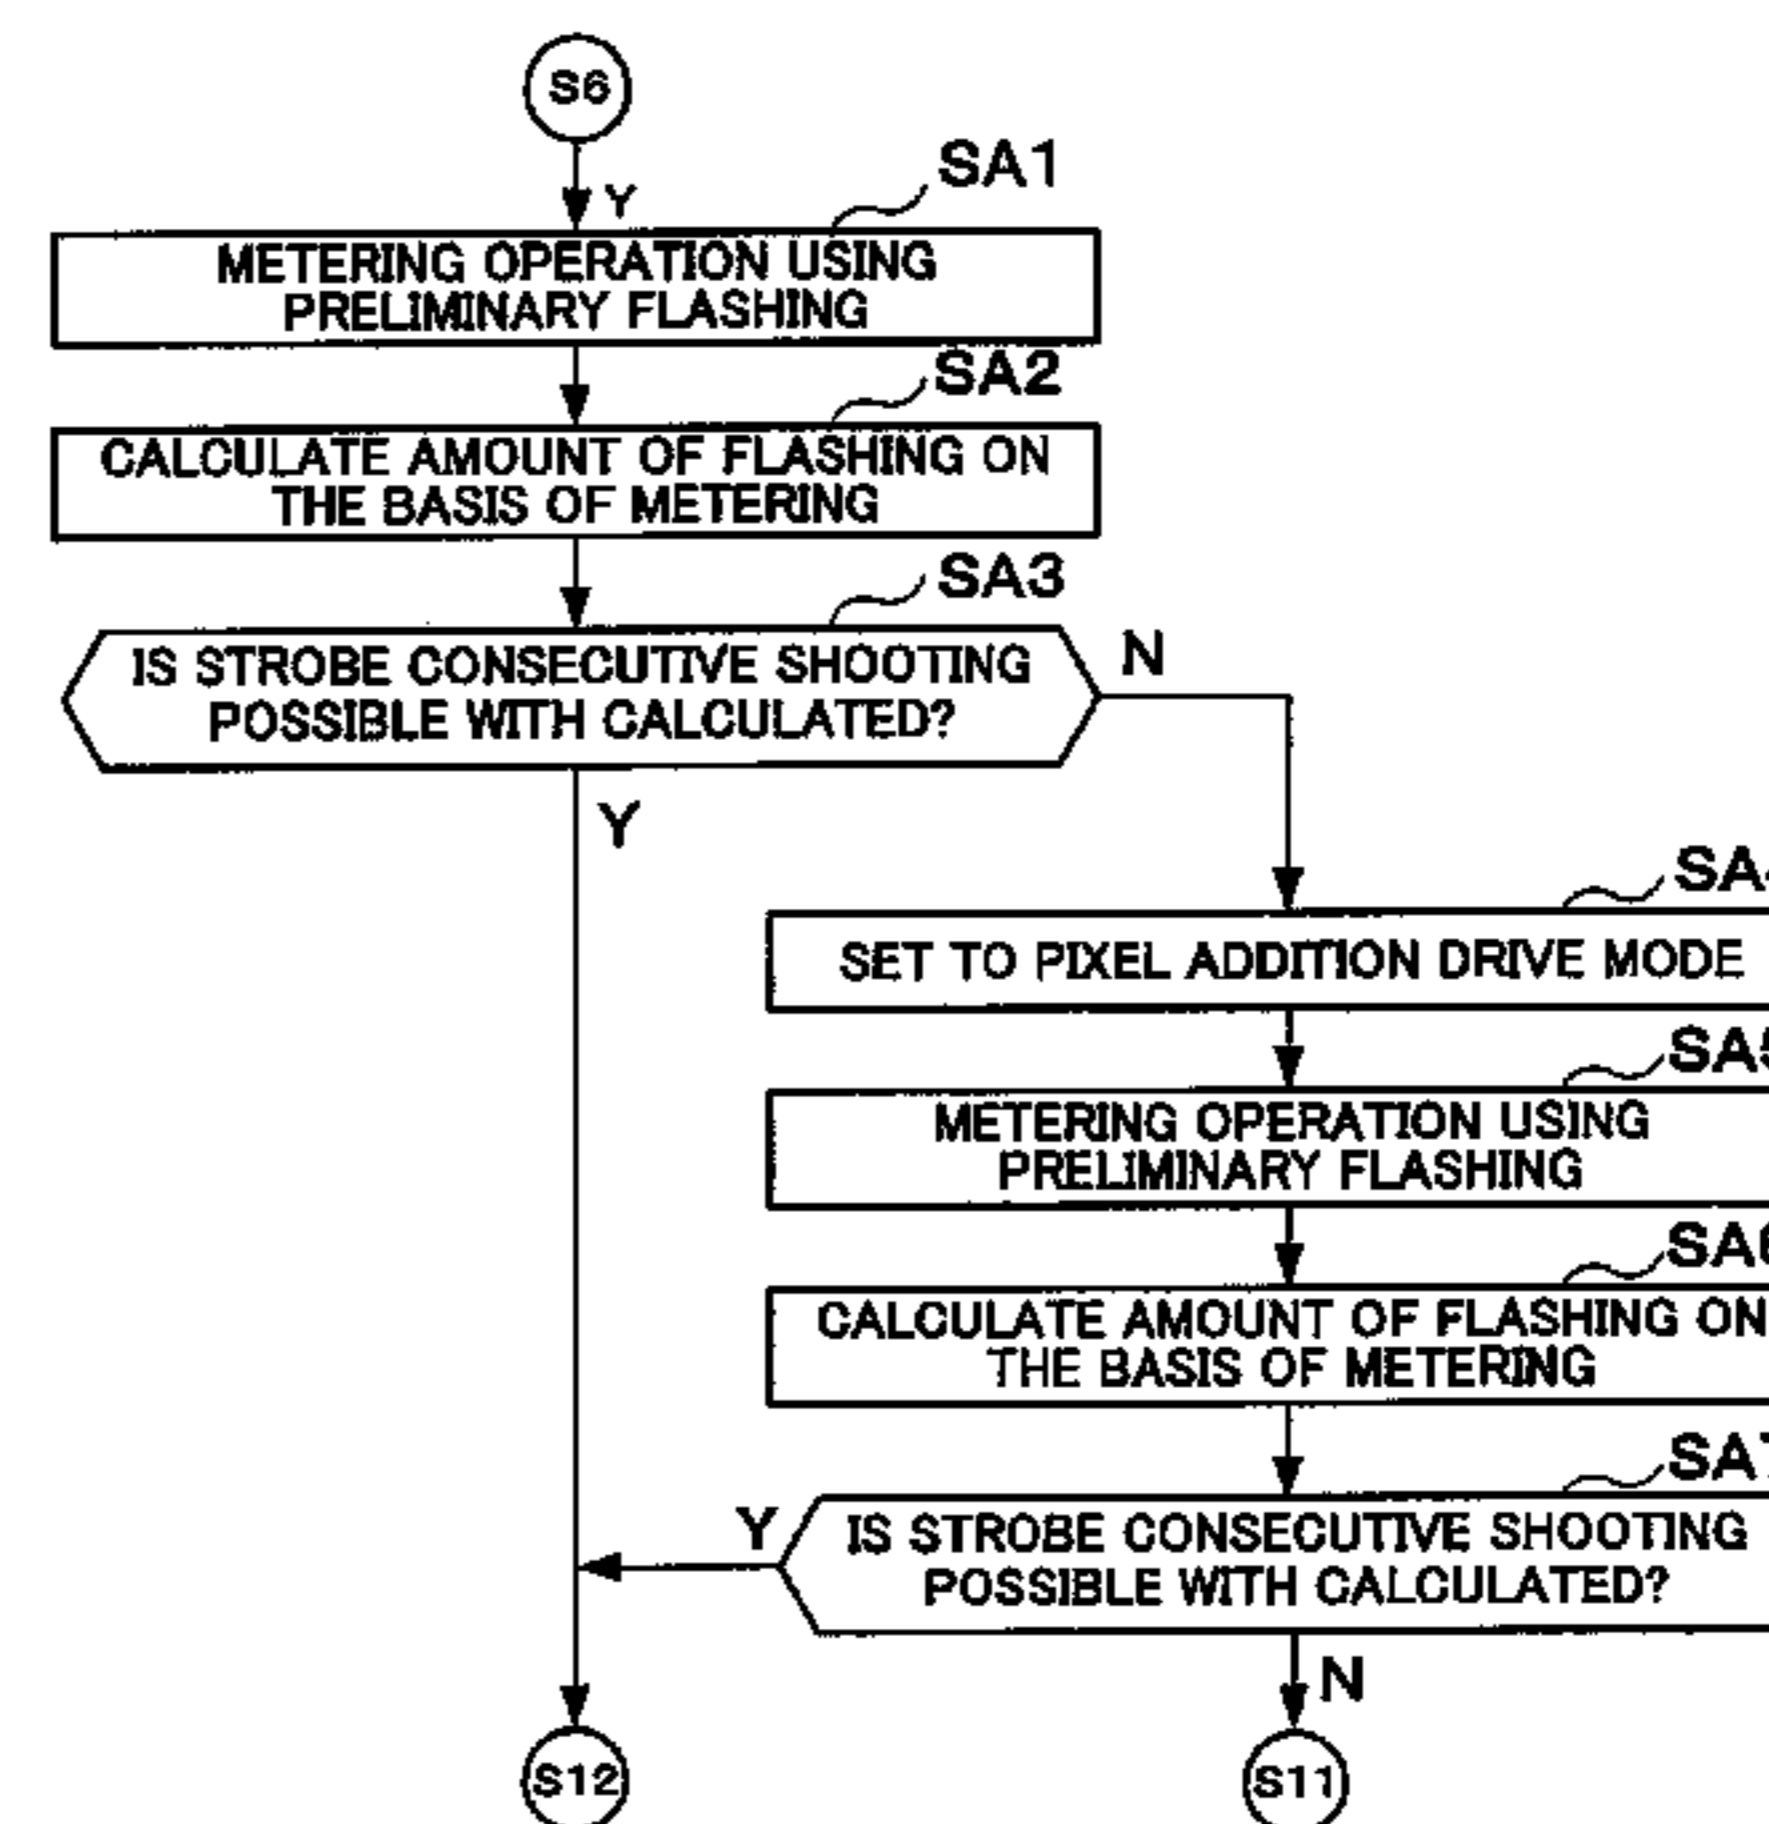 S6
Y
SA1
METERING OPERATION USING
PRELIMINARY FLASHING
SA2
CALCULATE AMOUNT OF FLASHING ON
THE BASIS OF METERING
SA3
IS STROBE CONSECUTIVE SHOOTING
POSSIBLE WITH CALCULATED?
N
Y
SET TO PIXEL ADDITION DRIVE MODE
METERING OPERATION USING
PRELIMINARY FLASHING
CALCULATE AMOUNT OF FLASHING ON
THE BASIS OF METERING
Y
IS STROBE CONSECUTIVE SHOOTING
POSSIBLE WITH CALCULATED?
N
S12
S11